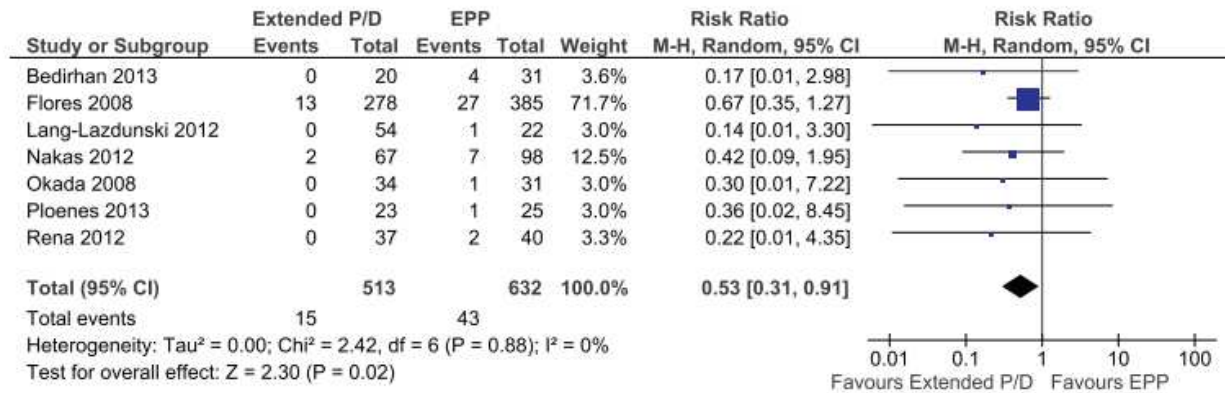 Extended P/D EPP Risk Ratio Risk Ratio
Study or Subgroup Events Total Events Total Weight M-H, Random, 95% CI M-H, Random, 95% CI
Bedirhan 2013 0 20 4 31 3.6% 0.17 [0.01, 2.98]
Flores 2008 13 278 27 385 71.7% 0.67 [0.35, 1.27]
Lang-Lazdunski 2012 0 54 1 22 3.0% 0.14 [0.01, 3.30]
Nakas 2012 2 67 7 98 12.5% 0.42 [0.09, 1.95]
Okada 2008 0 34 1 31 3.0% 0.30 [0.01, 7.22]
Ploenes 2013 0 23 1 25 3.0% 0.36 [0.02, 8.45]
Rena 2012 0 37 2 40 3.3% 0.22 [0.01, 4.35]
Total (95% CI) 513 632 100.0% 0.53 [0.31, 0.91]
Total events 15 43
Heterogeneity: Tau² = 0.00; Chi² = 2.42, df = 6 (P = 0.88); I² = 0%
Test for overall effect: Z = 2.30 (P = 0.02)
0.01 0.1 1 10 100
Favours Extended P/D Favours EPP